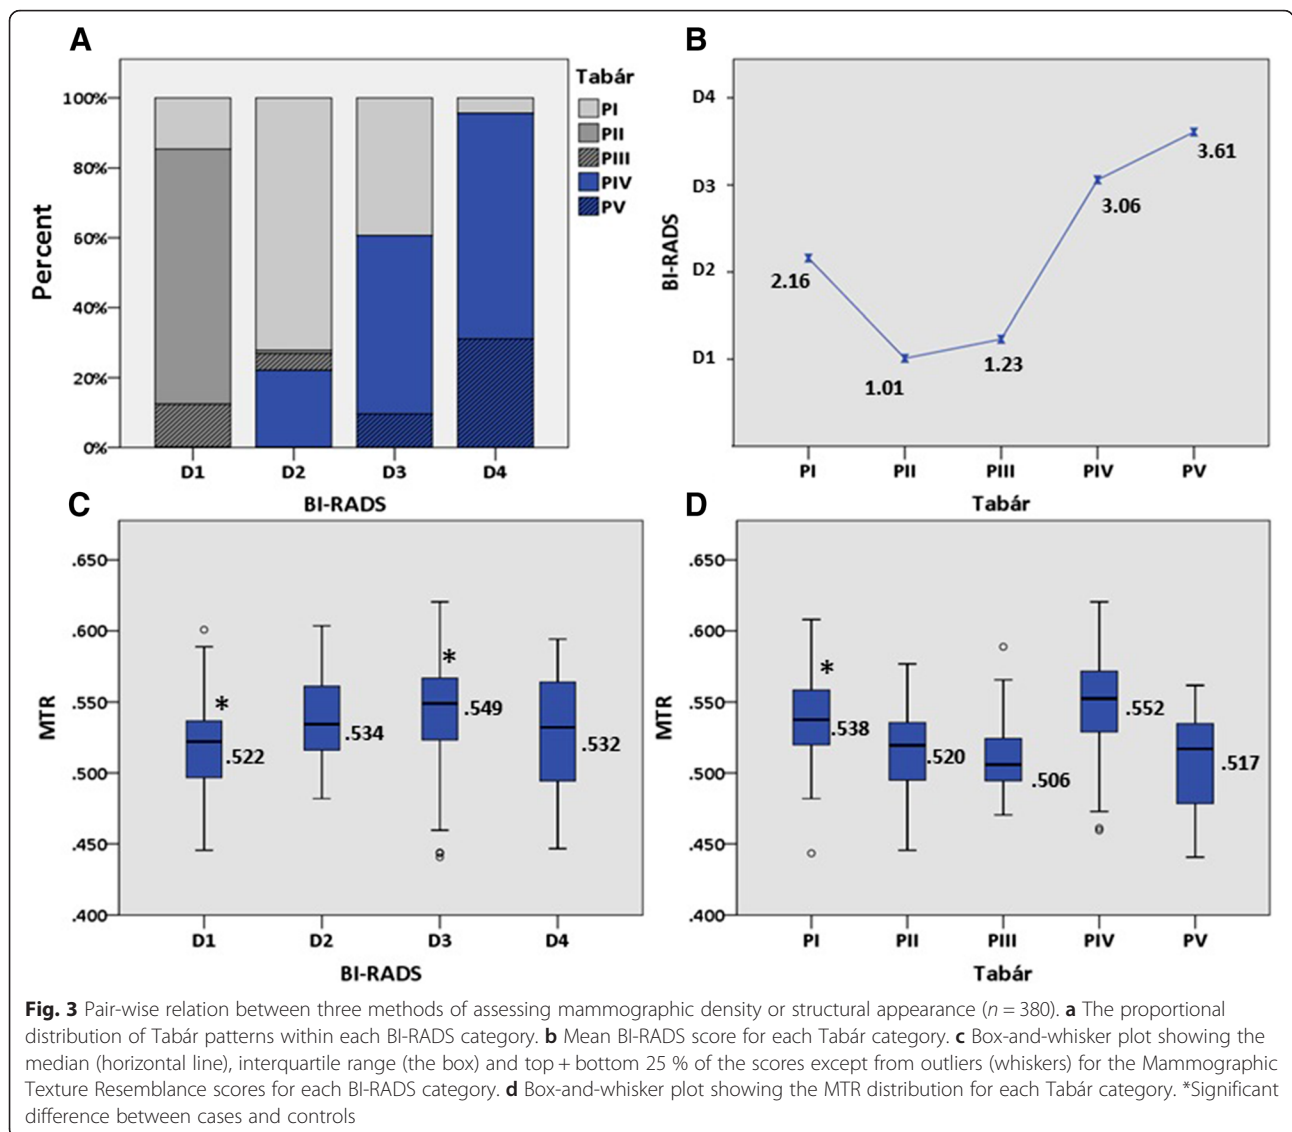 A
Tabár
PI
PII
PIII
PIV
PV
100%
80%
60%
40%
20%
0%
Percent
D1 D2 D3 D4
BI-RADS
B
D4
D3
D2
D1
BI-RADS
2.16
1.01
1.23
3.06
3.61
PI PII PIII PIV PV
Tabár
C
.650
.600
.550
.500
.450
.400
MTR
*
.522
.534
*
.549
.532
D1 D2 D3 D4
BI-RADS
D
.650
.600
.550
.500
.450
.400
MTR
*
.538
.520
.506
.552
.517
PI PII PIII PIV PV
Tabár
Fig. 3 Pair-wise relation between three methods of assessing mammographic density or structural appearance (n = 380). a The proportional
distribution of Tabár patterns within each BI-RADS category. b Mean BI-RADS score for each Tabár category. c Box-and-whisker plot showing the
median (horizontal line), interquartile range (the box) and top + bottom 25 % of the scores except from outliers (whiskers) for the Mammographic
Texture Resemblance scores for each BI-RADS category. d Box-and-whisker plot showing the MTR distribution for each Tabár category. *Significant
difference between cases and controls